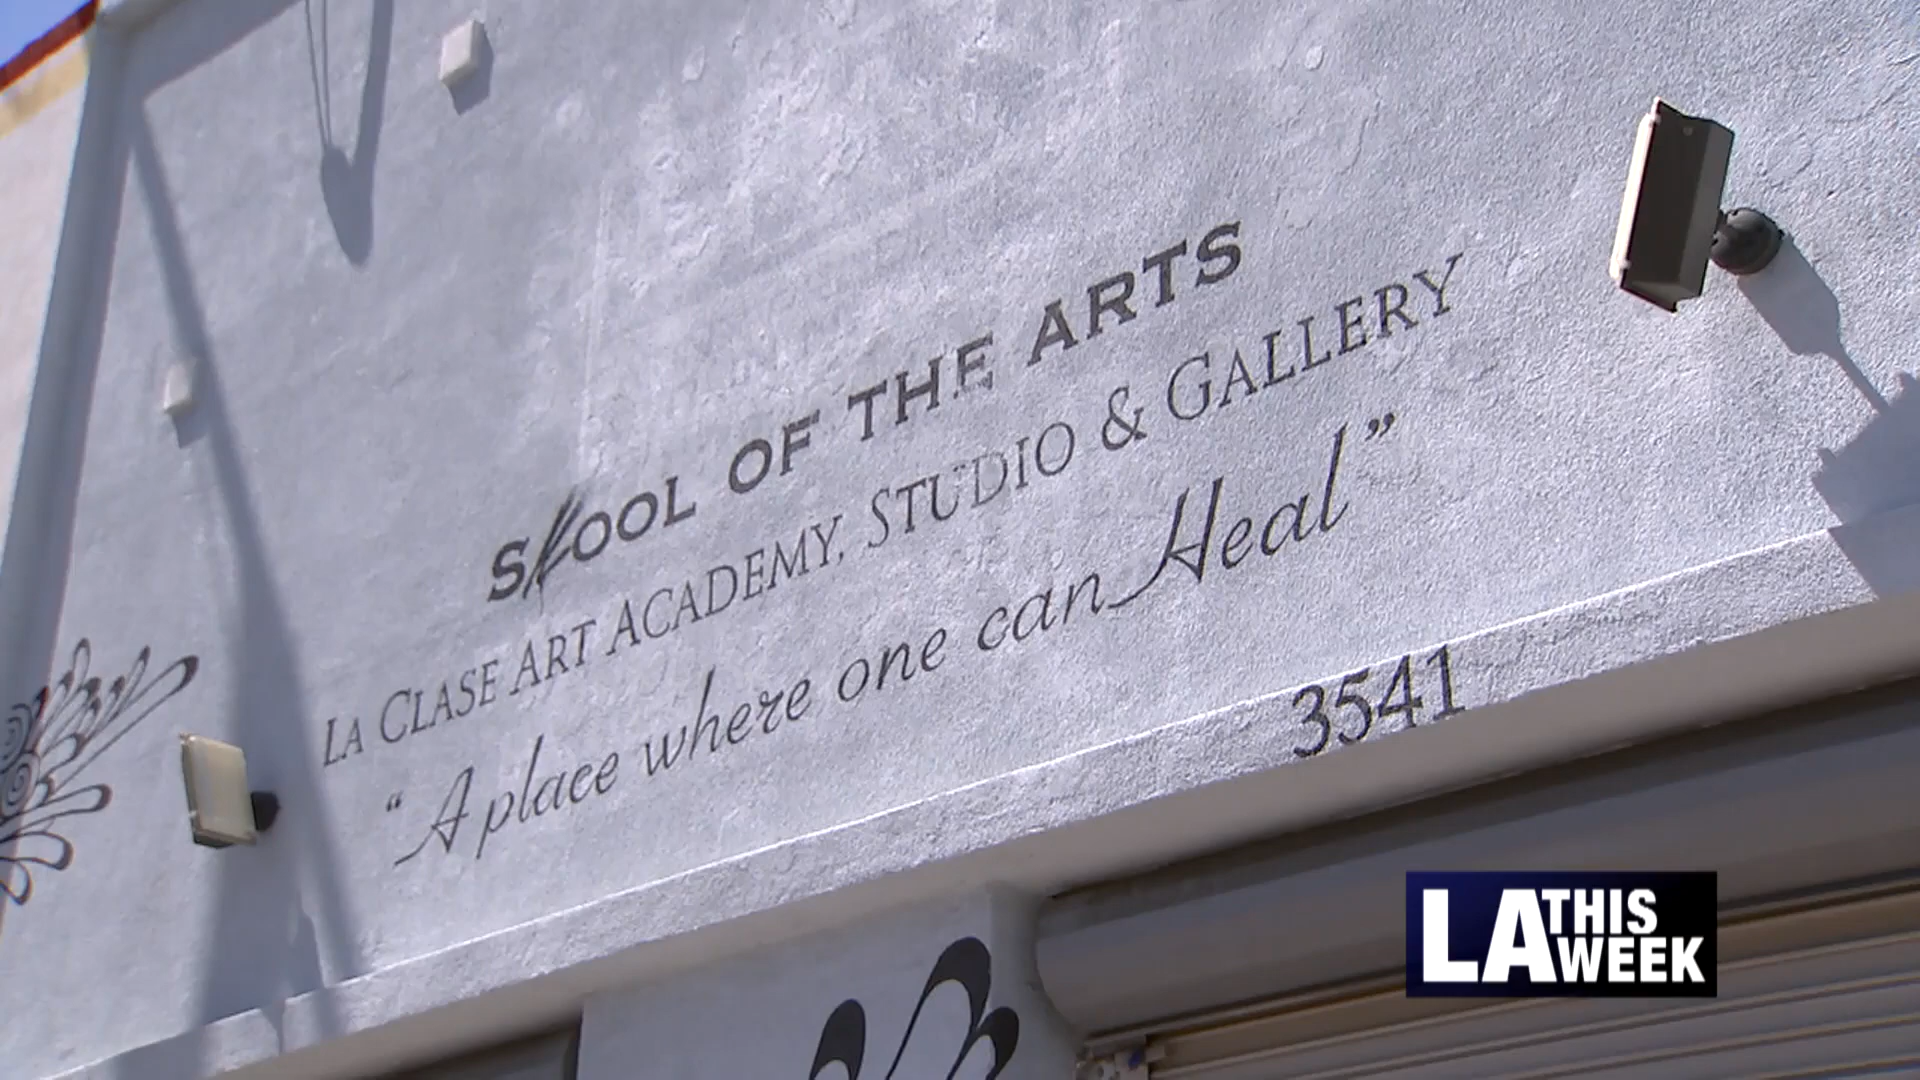 SKOOL OF THE ARTS
LA CLASE ART ACADEMY, STUDIO & GALLERY
"A place where one can Heal"
3541
LA THIS WEEK